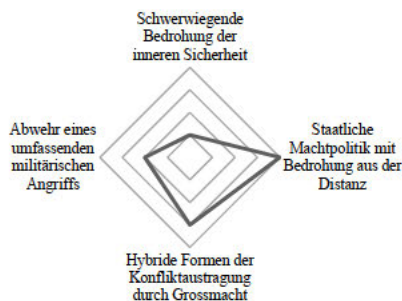 Schwerwiegende
Bedrohung der
inneren Sicherheit
Abwehr eines
umfassenden
militärischen
Angriffs
Staatliche
Machtpolitik mit
Bedrohung aus der
Distanz
Hybride Formen der
Konfliktaustragung
durch Grossmacht